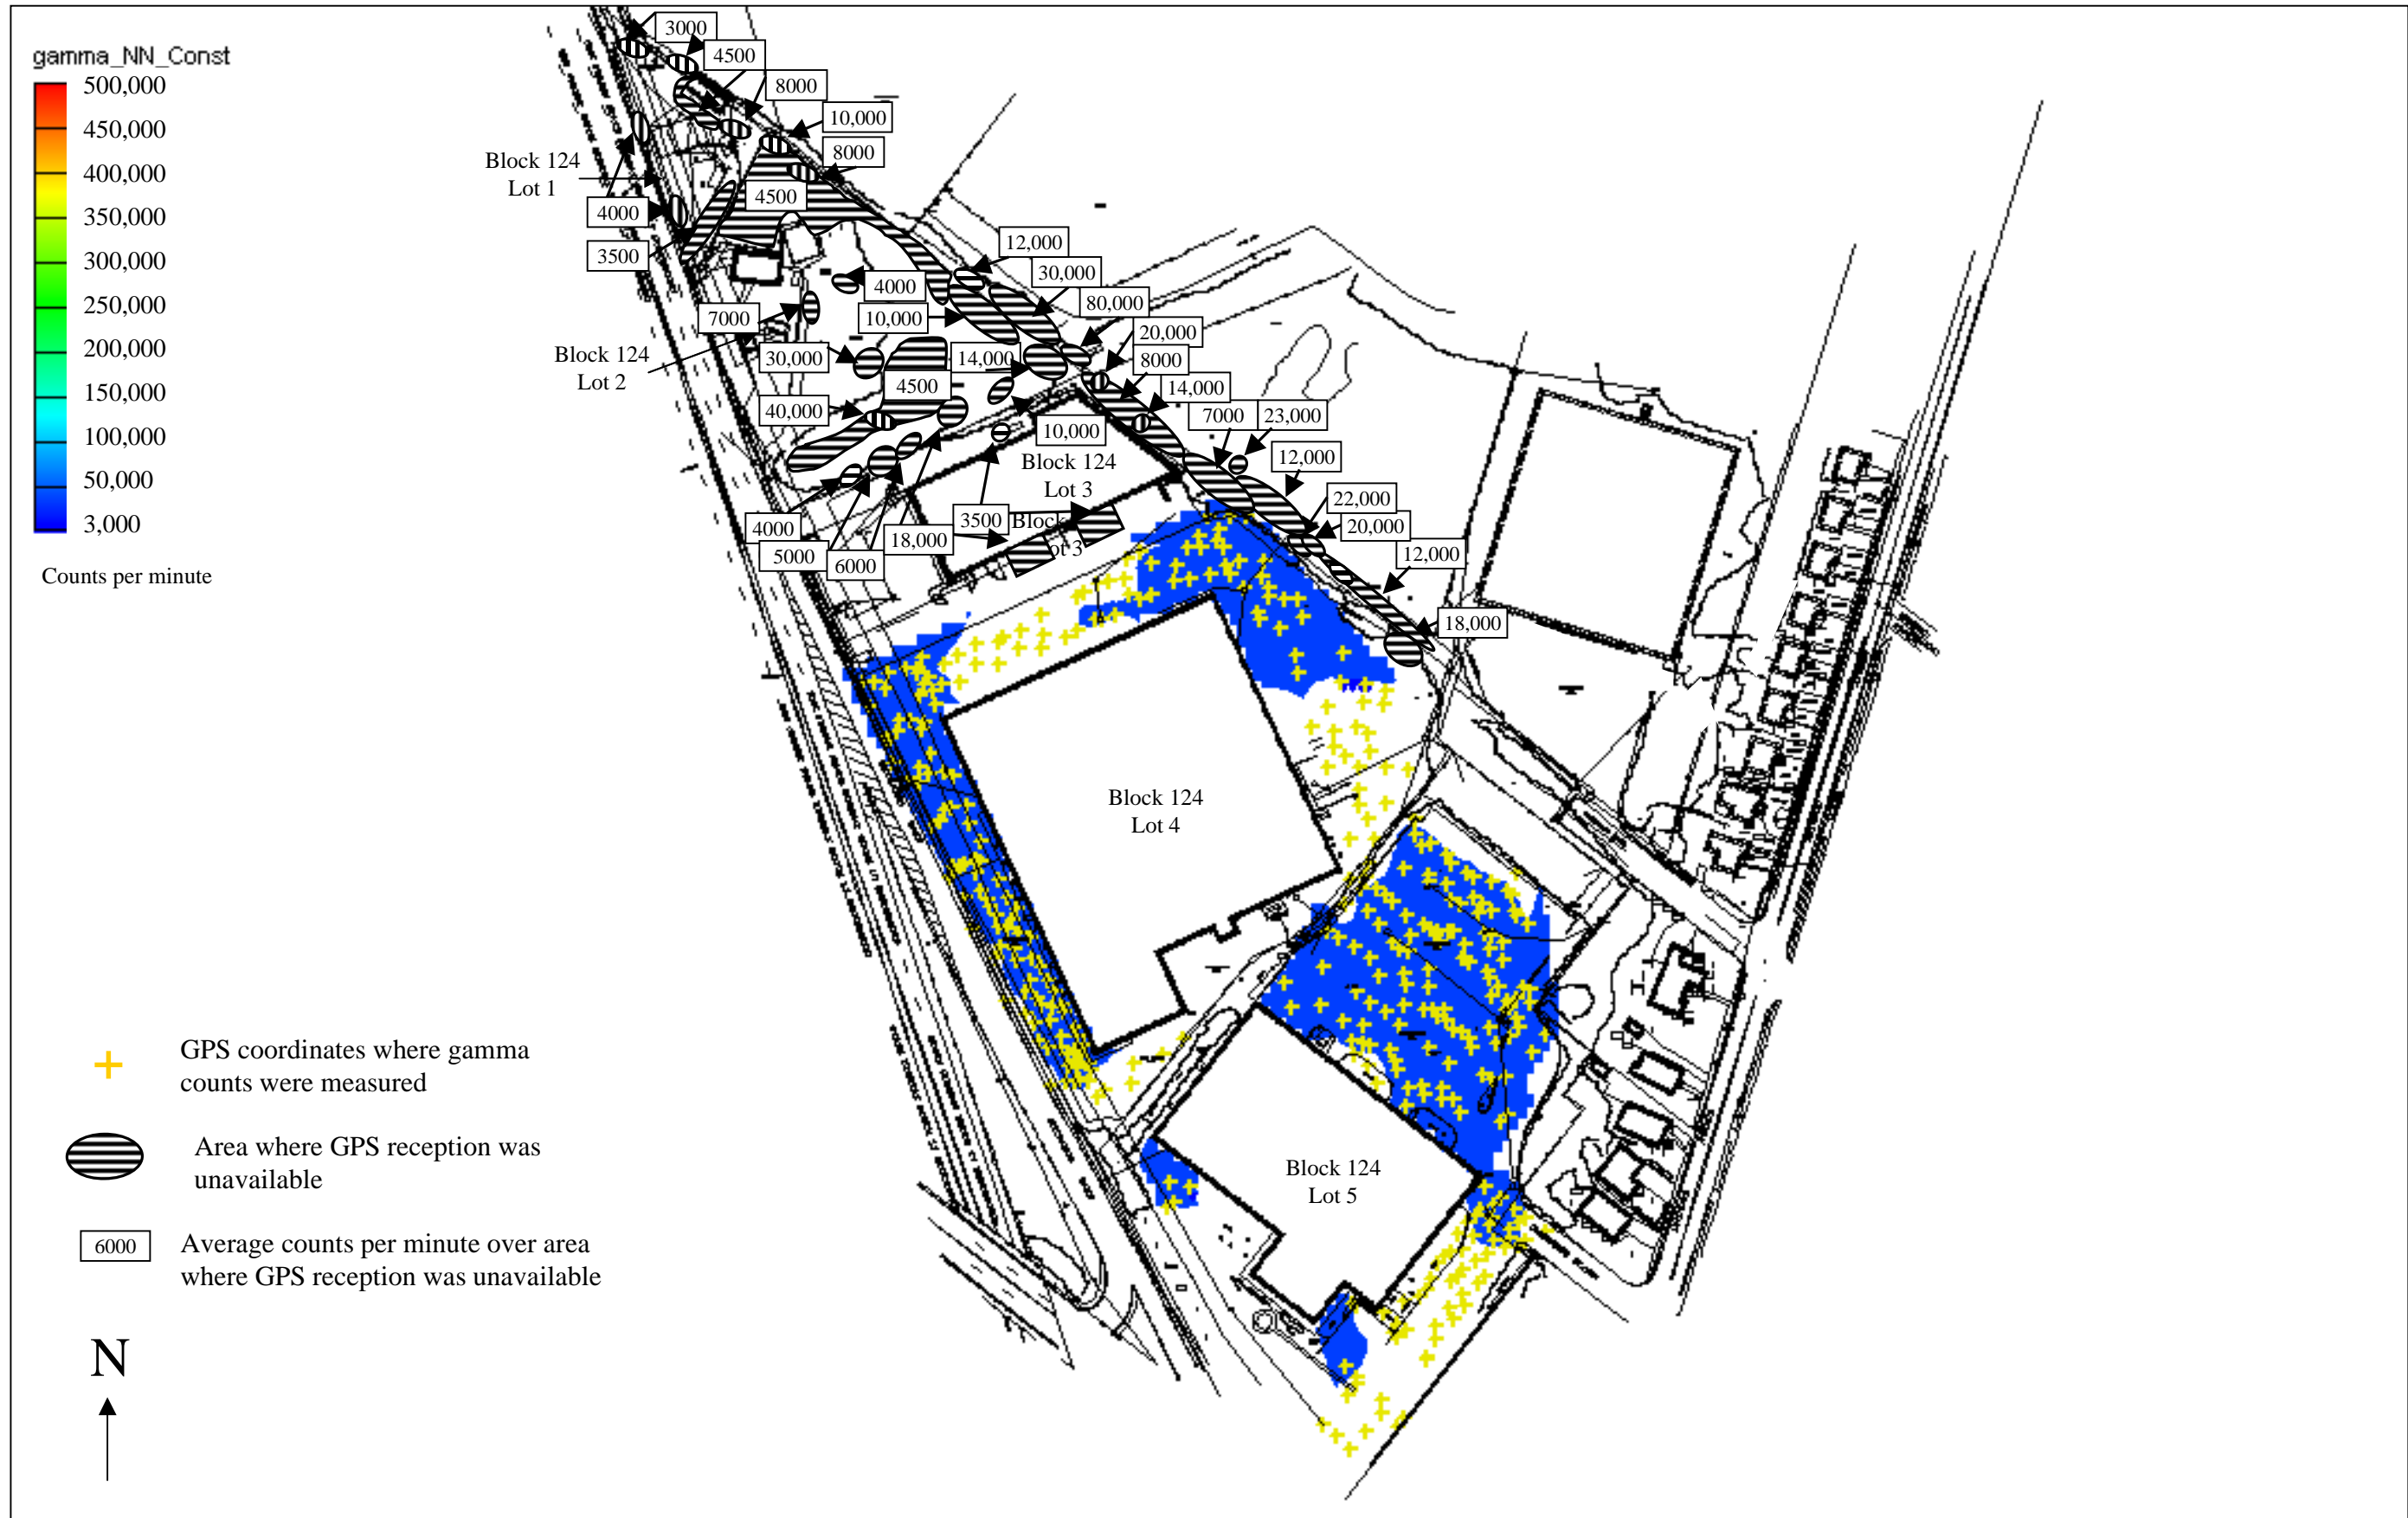 gamma_NN_Const
500,000
450,000
400,000
350,000
300,000
250,000
200,000
150,000
100,000
50,000
3,000
Counts per minute
3000
4500
8000
10,000
8000
Block 124
Lot 1
4500
4000
3500
12,000
30,000
4000
80,000
7000
10,000
20,000
Block 124
Lot 2
30,000
14,000
8000
4500
14,000
40,000
7000
23,000
10,000
12,000
Block 124
Lot 3
22,000
4000
3500
Block
20,000
18,000
ot 3
5000
6000
12,000
18,000
Block 124
Lot 4
Block 124
Lot 5
GPS coordinates where gamma
counts were measured
Area where GPS reception was
unavailable
6000
Average counts per minute over area
where GPS reception was unavailable
N